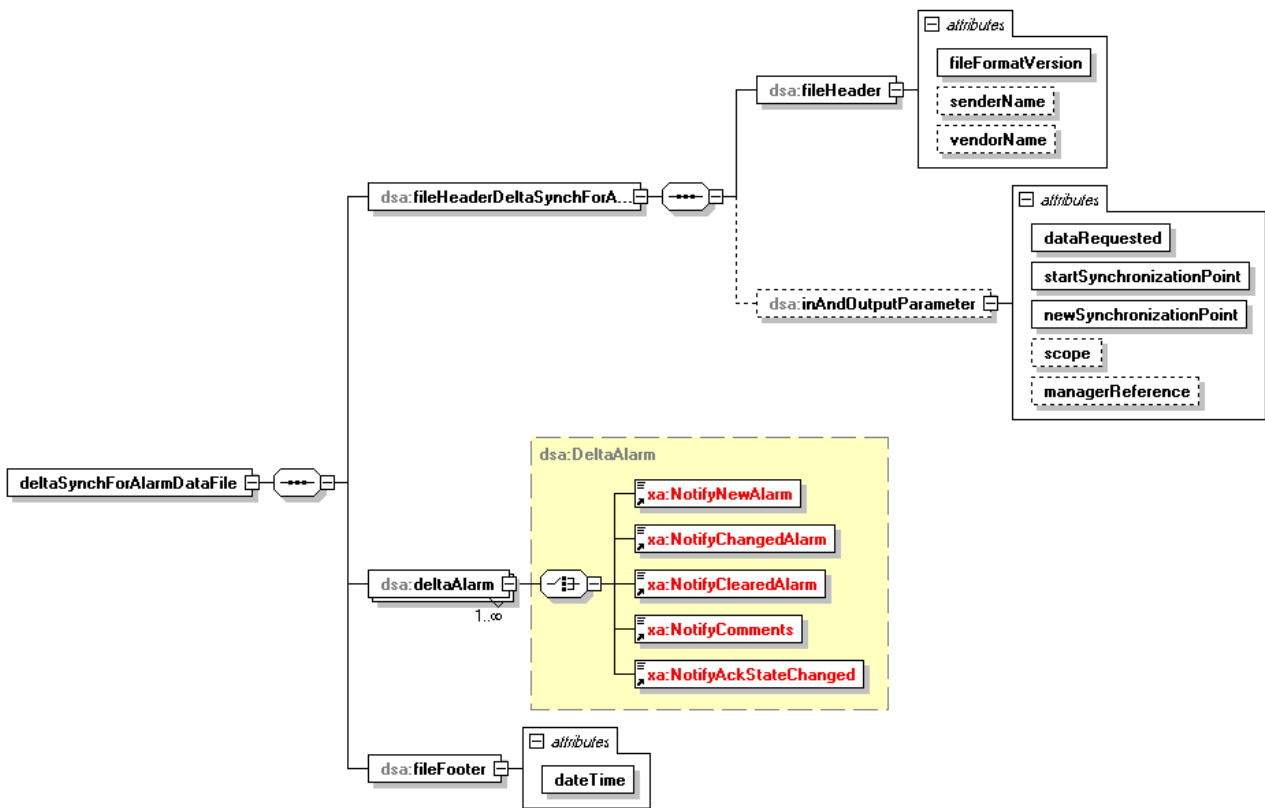 attributes
fileFormatVersion
dsa:fileHeader
senderName
vendorName
dsa:fileHeaderDeltaSynchForA...
attributes
dataRequested
startSynchronizationPoint
dsa:inAndOutputParameter
newSynchronizationPoint
scope
managerReference
deltaSynchForAlarmDataFile
dsa:DeltaAlarm
xa:NotifyNewAlarm
xa:NotifyChangedAlarm
dsa:deltaAlarm
xa:NotifyClearedAlarm
1..∞
xa:NotifyComments
xa:NotifyAckStateChanged
attributes
dsa:fileFooter
dateTime